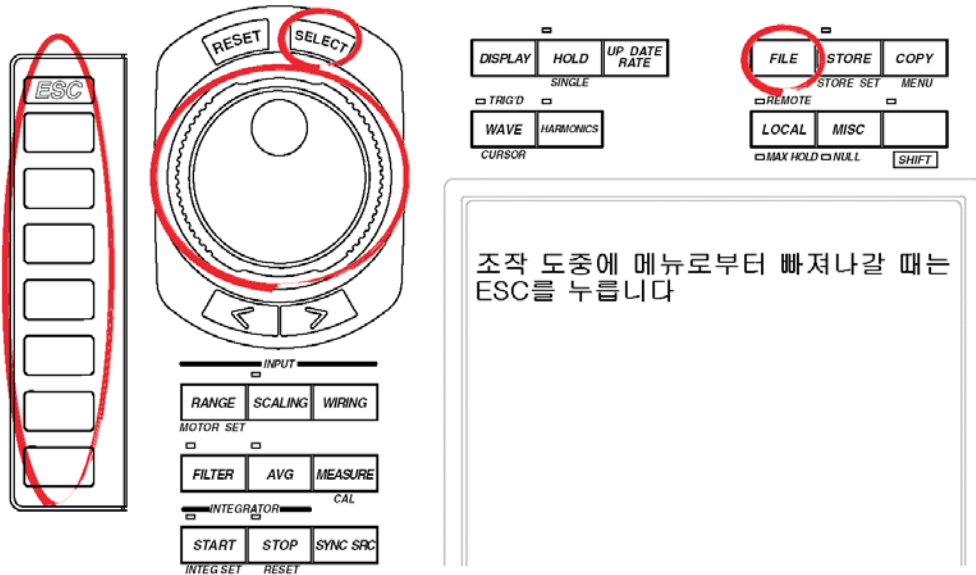 ESC
RESET
SELECT
INPUT
RANGE SCALING WIRING
MOTOR SET
FILTER AVG MEASURE
CAL
INTEGRATOR
START STOP SYNC SRC
INTEG SET RESET
DISPLAY HOLD UP DATE
RATE
SINGLE
TRIG'D
WAVE HARMONICS
CURSOR
FILE STORE COPY
STORE SET MENU
REMOTE
LOCAL MISC
MAX HOLD NULL SHIFT
조작 도중에 메뉴로부터 빠져나갈 때는
ESC를 누릅니다